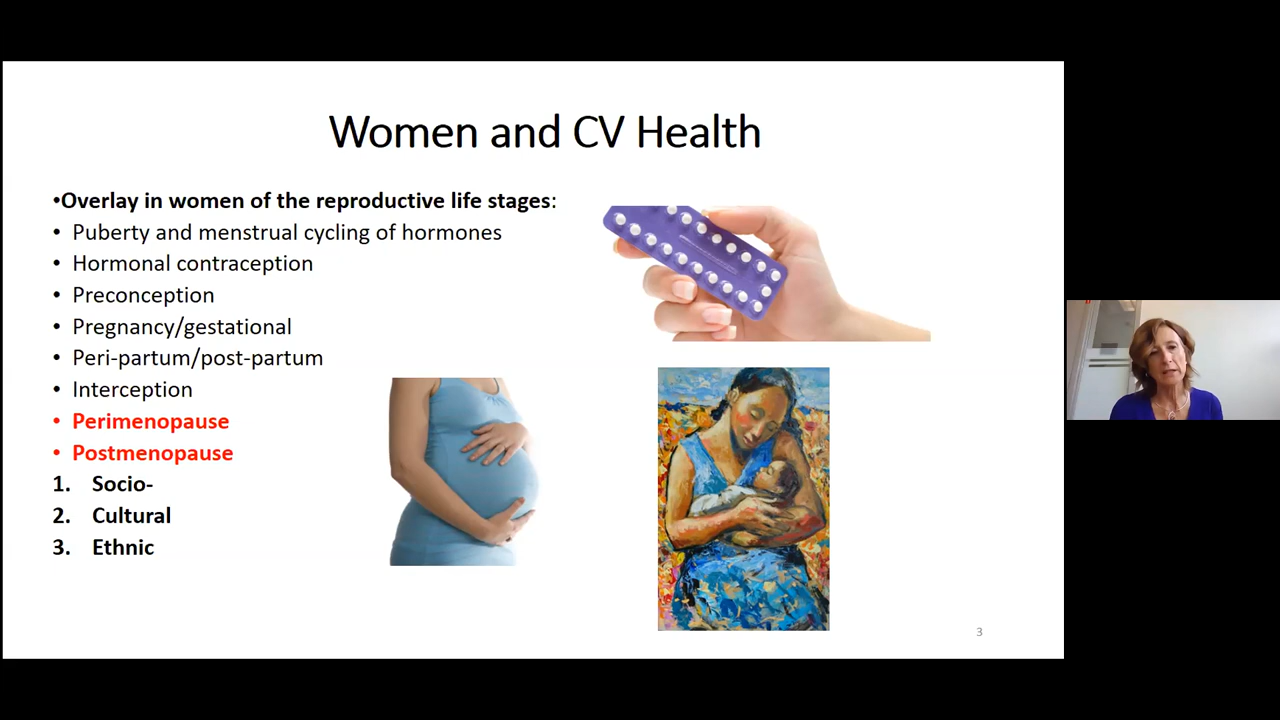 Women and CV Health
•Overlay in women of the reproductive life stages:
• Puberty and menstrual cycling of hormones
• Hormonal contraception
• Preconception
• Pregnancy/gestational
• Peri-partum/post-partum
• Interception
• Perimenopause
• Postmenopause
1. Socio-
2. Cultural
3. Ethnic
3